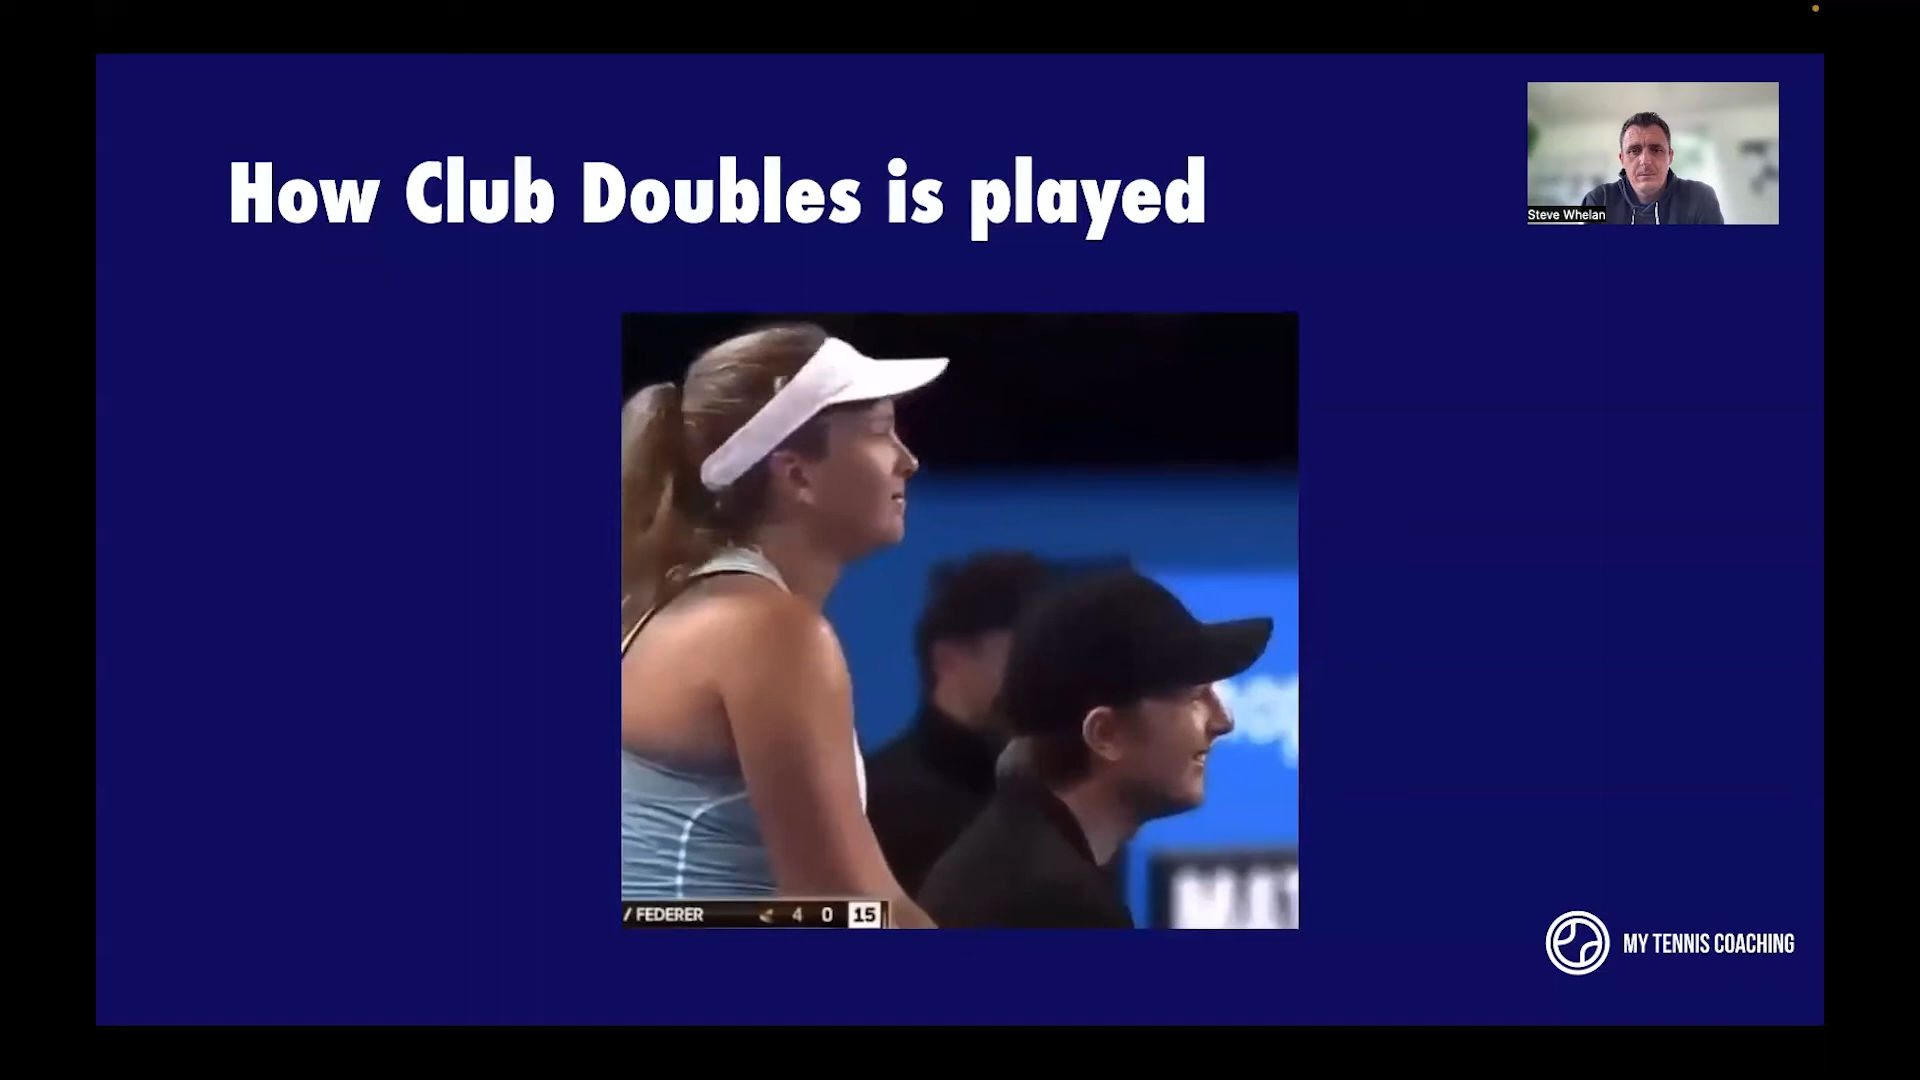 How Club Doubles is played
Steve Whelan
/ FEDERER 4 0 15
MY TENNIS COACHING